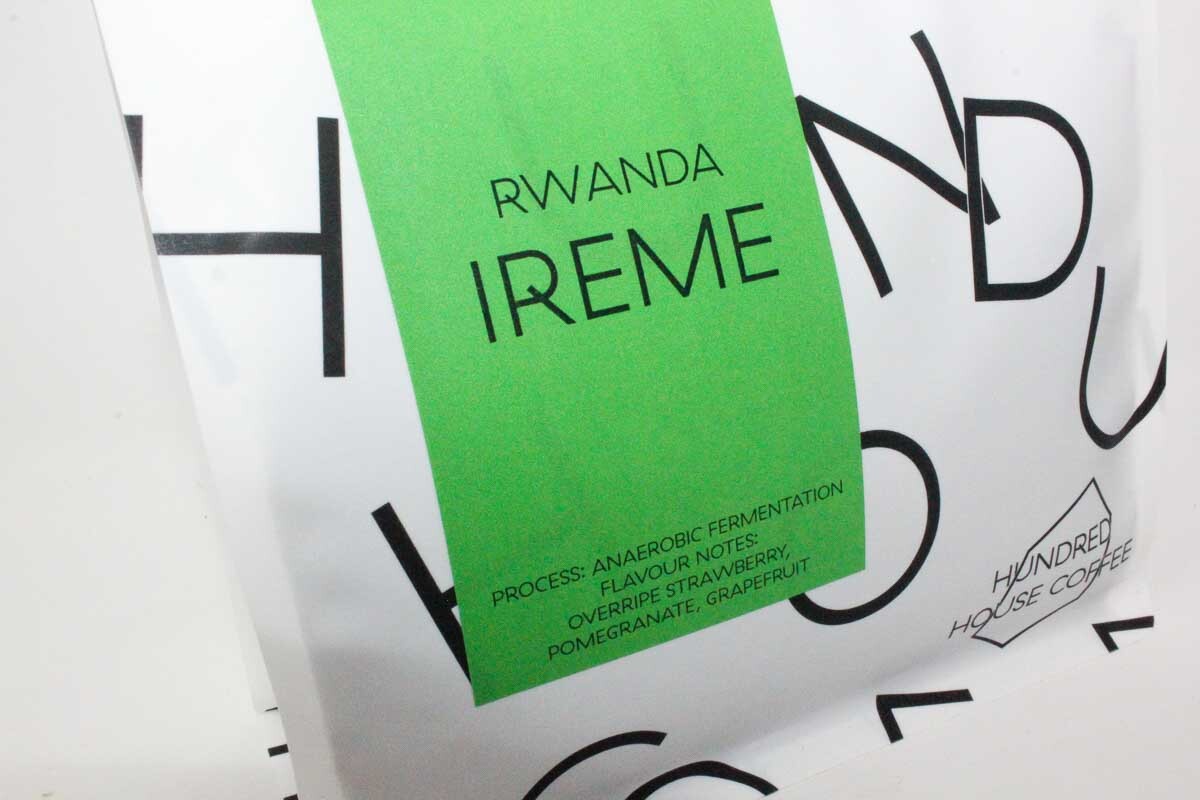 RWANDA
IREME
PROCESS: ANAEROBIC FERMENTATION
FLAVOUR NOTES:
OVERRIPE STRAWBERRY,
POMEGRANATE, GRAPEFRUIT
HUNDRED
HOUSE COFFEE
H
N
D
U
O